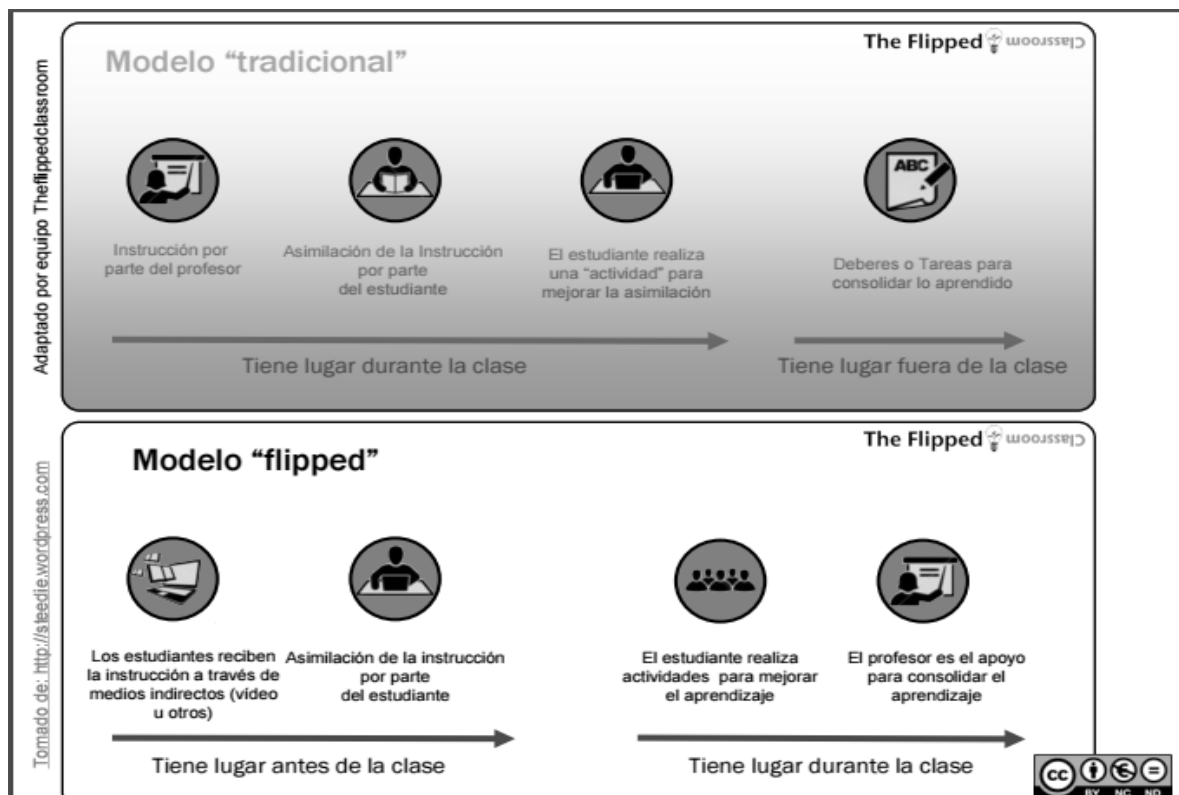 The Flipped Classroom
Modelo “tradicional”
Adaptado por equipo Theflippedclassroom
ABC
Instrucción por
parte del profesor
Asimilación de la Instrucción
por parte
del estudiante
El estudiante realiza
una “actividad” para
mejorar la asimilación
Deberes o Tareas para
consolidar lo aprendido
Tiene lugar durante la clase
Tiene lugar fuera de la clase
The Flipped Classroom
Modelo “flipped”
Tomado de: http://steedie.wordpress.com
Los estudiantes reciben
la instrucción a través de
medios indirectos (vídeo
u otros)
Asimilación de la instrucción
por parte
del estudiante
El estudiante realiza
actividades para mejorar
el aprendizaje
El profesor es el apoyo
para consolidar el
aprendizaje
Tiene lugar antes de la clase
Tiene lugar durante la clase
cc
BY NC ND